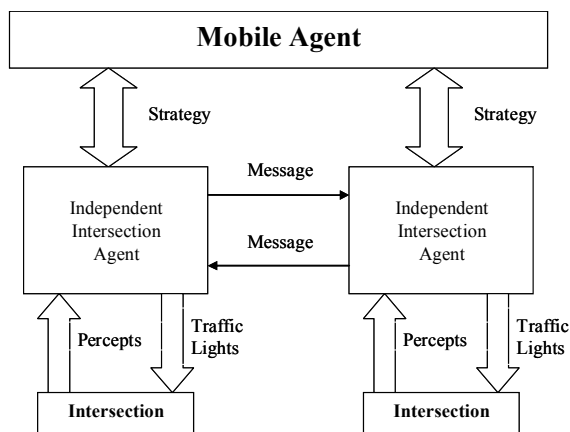 Mobile Agent
Strategy
Strategy
Message
Independent
Intersection
Agent
Independent
Intersection
Agent
Message
Percepts
Traffic
Lights
Percepts
Traffic
Lights
Intersection
Intersection